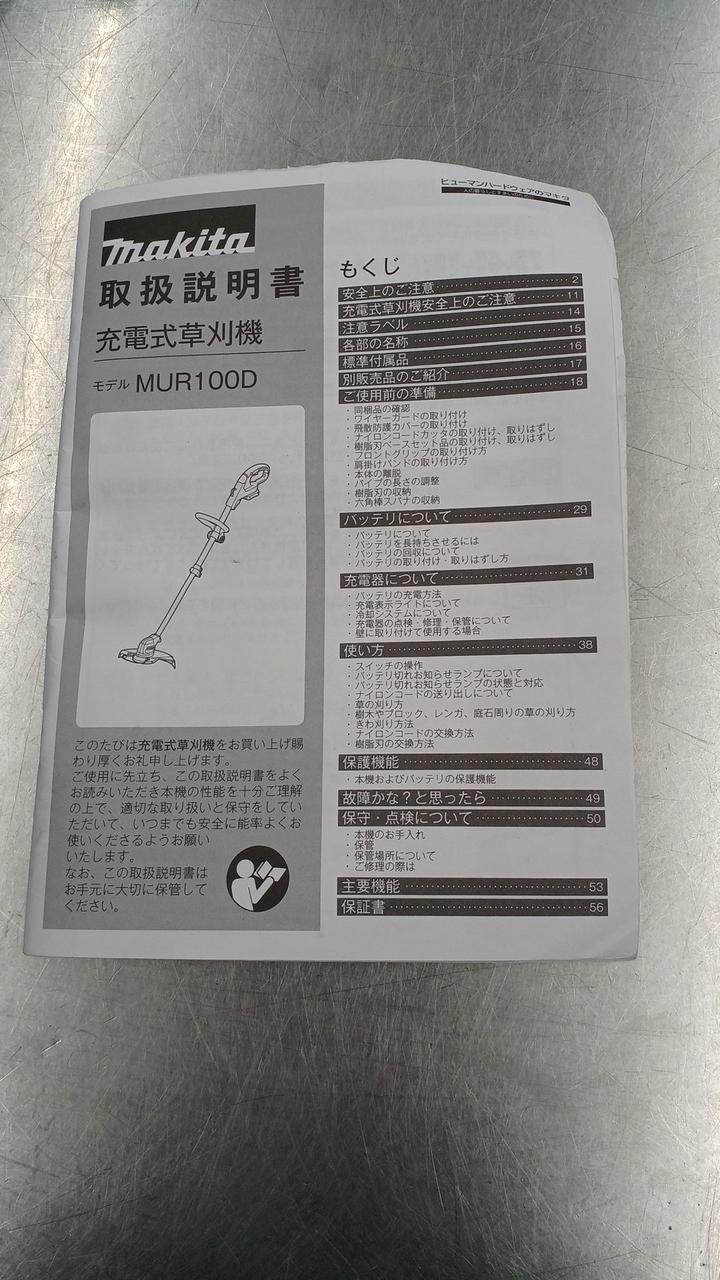 makita
取扱説明書
充電式草刈機
モデル MUR100D
このたびは充電式草刈機をお買い上げ賜
わり厚くお礼申し上げます。
ご使用に先立ち、この取扱説明書をよく
お読みいただき本機の性能を十分ご理解
の上で、適切な取り扱いと保守をしてい
ただいて、いつまでも安全に能率よくお
使いくださるようお願い
いたします。
なお、この取扱説明書は
お手元に大切に保管して
ください。
ヒューマンハードウェアのマキタ
人の暮らしと住まい作りのために
もくじ
安全上のご注意 2
充電式草刈機安全上のご注意 11
注意ラベル 14
各部の名称 15
標準付属品 16
別販売品のご紹介 17
ご使用前の準備 18
・同梱品の確認
・ワイヤーガードの取り付け
・飛散防護カバーの取り付け
・ナイロンコードカッタの取り付け、取りはずし
・樹脂刃ベースセット品の取り付け、取りはずし
・フロントグリップの取り付け方
・肩掛けバンドの取り付け方
・本体の離脱
・パイプの長さの調整
・樹脂刃の収納
・六角棒スパナの収納
バッテリについて 29
・バッテリについて
・バッテリを長持ちさせるには
・バッテリの回収について
・バッテリの取り付け・取りはずし方
充電器について 31
・バッテリの充電方法
・充電表示ライトについて
・冷却システムについて
・充電器の点検・修理・保管について
・壁に取り付けて使用する場合
使い方 38
・スイッチの操作
・バッテリ切れお知らせランプについて
・バッテリ切れお知らせランプの状態と対応
・ナイロンコードの送り出しについて
・草の刈り方
・樹木やブロック、レンガ、庭石周りの草の刈り方
・きわ刈り方法
・ナイロンコードの交換方法
・樹脂刃の交換方法
保護機能 48
・本機およびバッテリの保護機能
故障かな？と思ったら 49
保守・点検について 50
・本機のお手入れ
・保管
・保管場所について
・ご修理の際は
主要機能 53
保証書 56